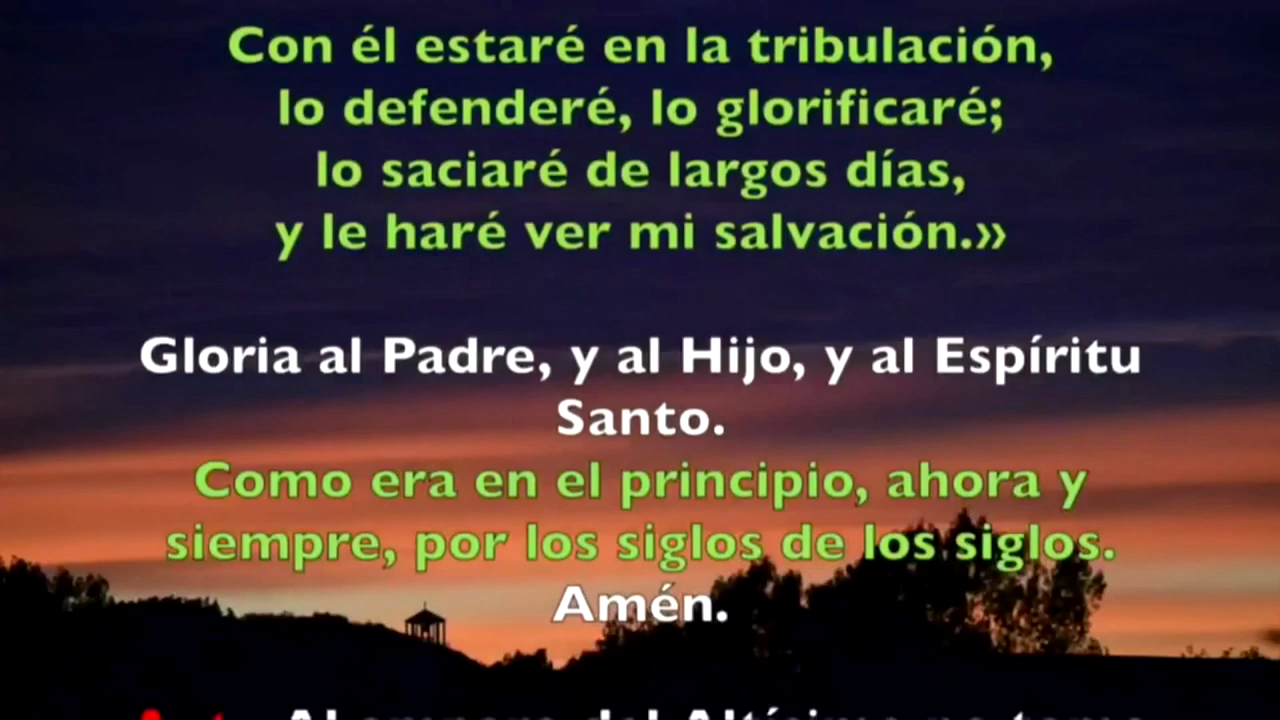 Con él estaré en la tribulación,
lo defenderé, lo glorificaré;
lo saciaré de largos días,
y le haré ver mi salvación.»
Gloria al Padre, y al Hijo, y al Espíritu
Santo.
Como era en el principio, ahora y
siempre, por los siglos de los siglos.
Amén.